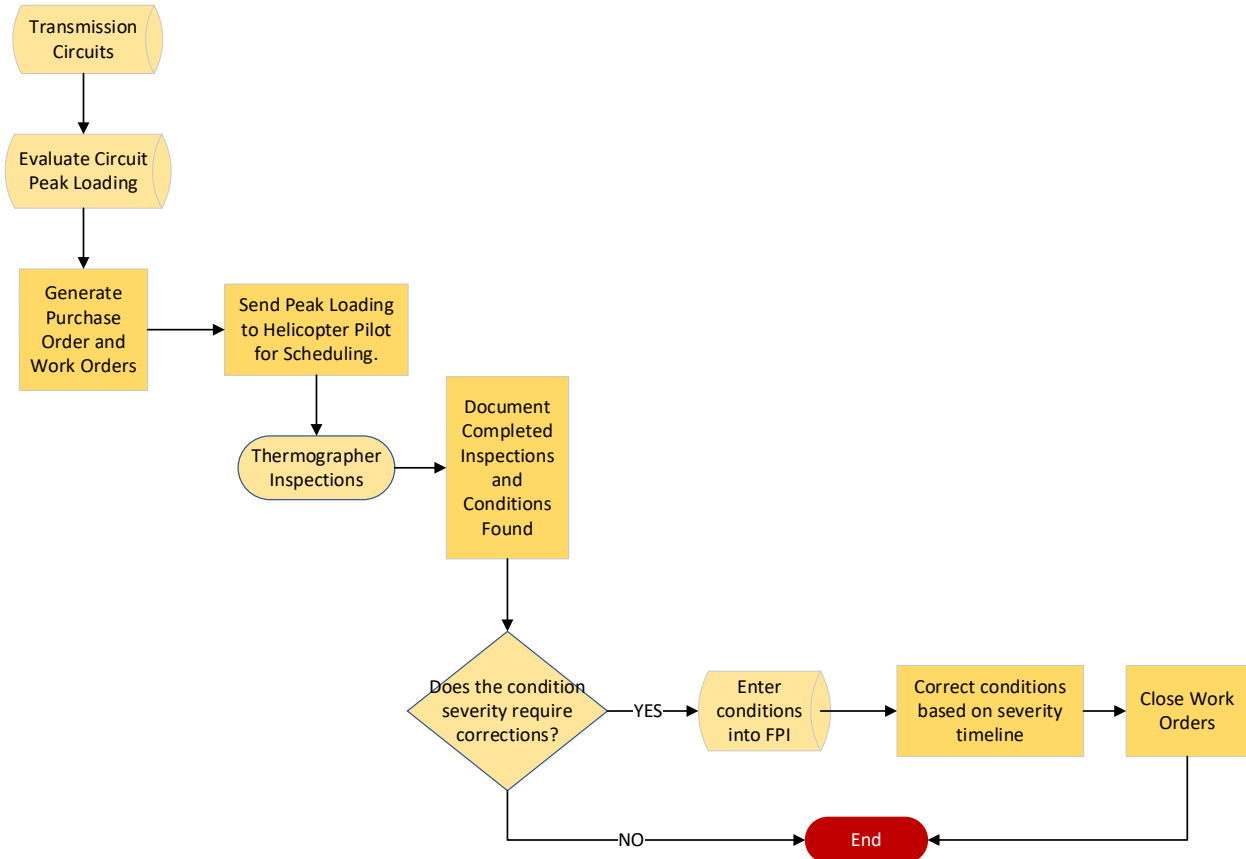 Transmission
Circuits
Evaluate Circuit
Peak Loading
Generate
Purchase
Order and
Work Orders
Send Peak Loading
to Helicopter Pilot
for Scheduling.
Thermographer
Inspections
Document
Completed
Inspections
and
Conditions
Found
Does the condition
severity require
corrections?
YES
Enter
conditions
into FPI
Correct conditions
based on severity
timeline
Close Work
Orders
NO
End